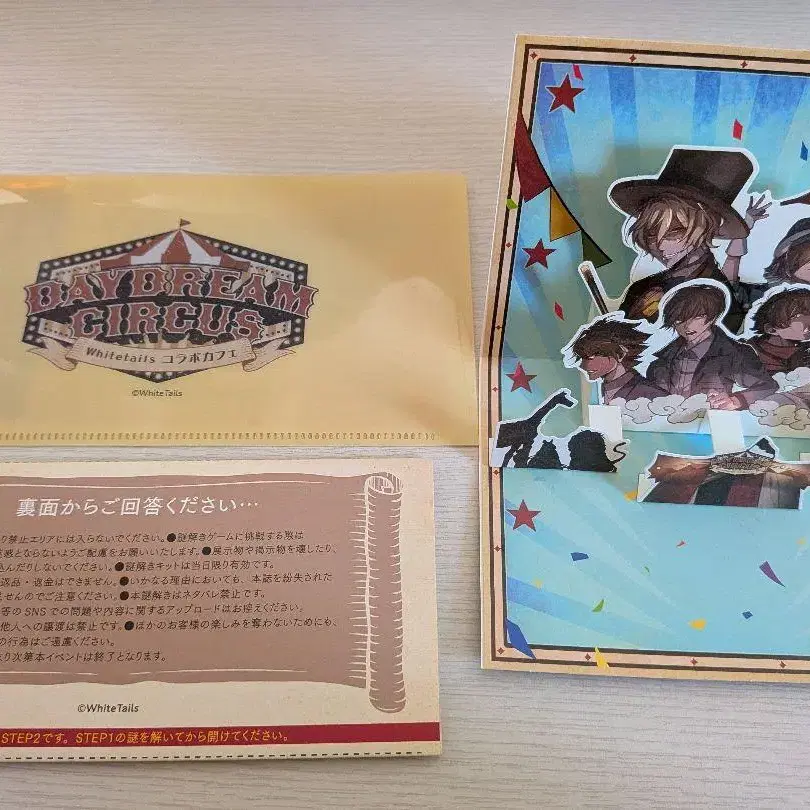 DAYDREAM
CIRCUS
Whitetails コラボカフェ
©WhiteTails
裏面からご回答ください…
り禁止エリアには入らないでください。●謎解きゲームに挑戦する際は
惑とならないようご配慮をお願いいたします。●展示物や掲示物を壊したり、
込んだりしないでください。●謎解きキットは当日限り有効です。
返品・返金はできません。●いかなる理由においても、本誌を紛失された
ませんのでご注意ください。●本謎解きはネタバレ禁止です。
等のSNSでの問題や内容に関するアップロードはお控えください。
他人への譲渡は禁止です。●ほかのお客様の楽しみを奪わないためにも、
の行為はご遠慮ください。
り次第本イベントは終了となります。
©WhiteTails
STEP2です。STEP1の謎を解いてから開けてください。